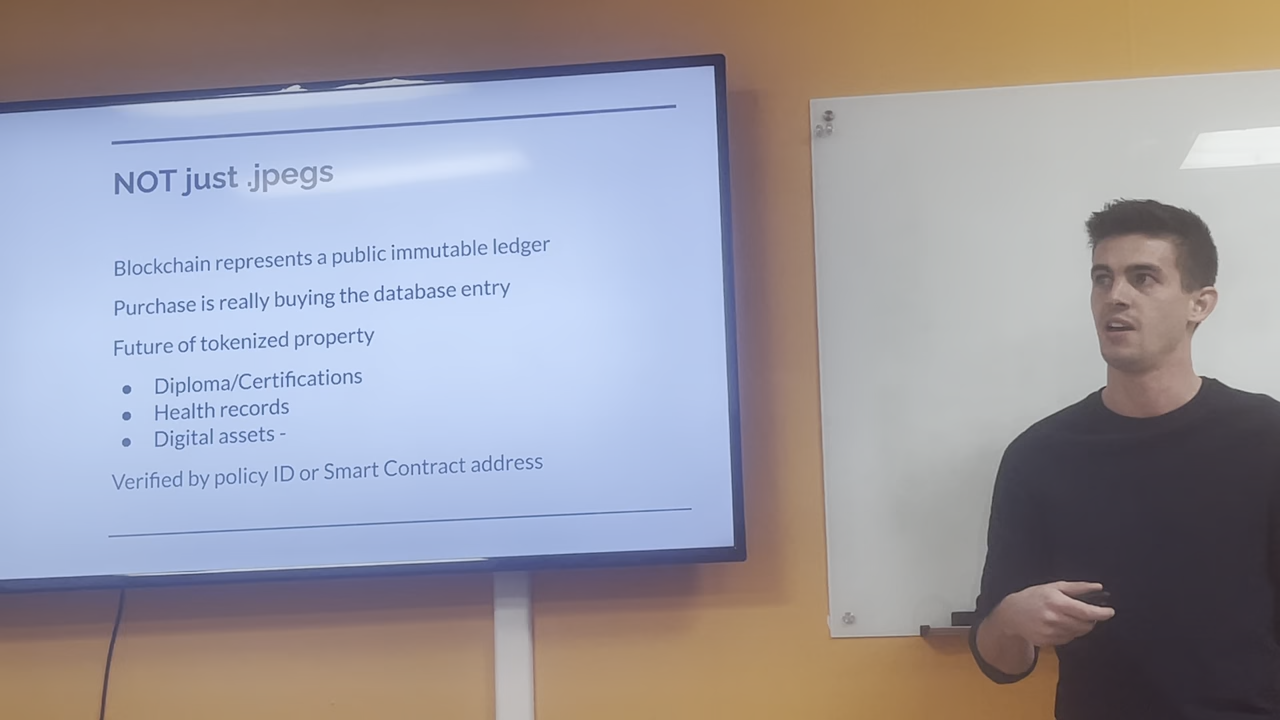 NOT just .jpegs
Blockchain represents a public immutable ledger
Purchase is really buying the database entry
Future of tokenized property
● Diploma/Certifications
● Health records
● Digital assets -
Verified by policy ID or Smart Contract address